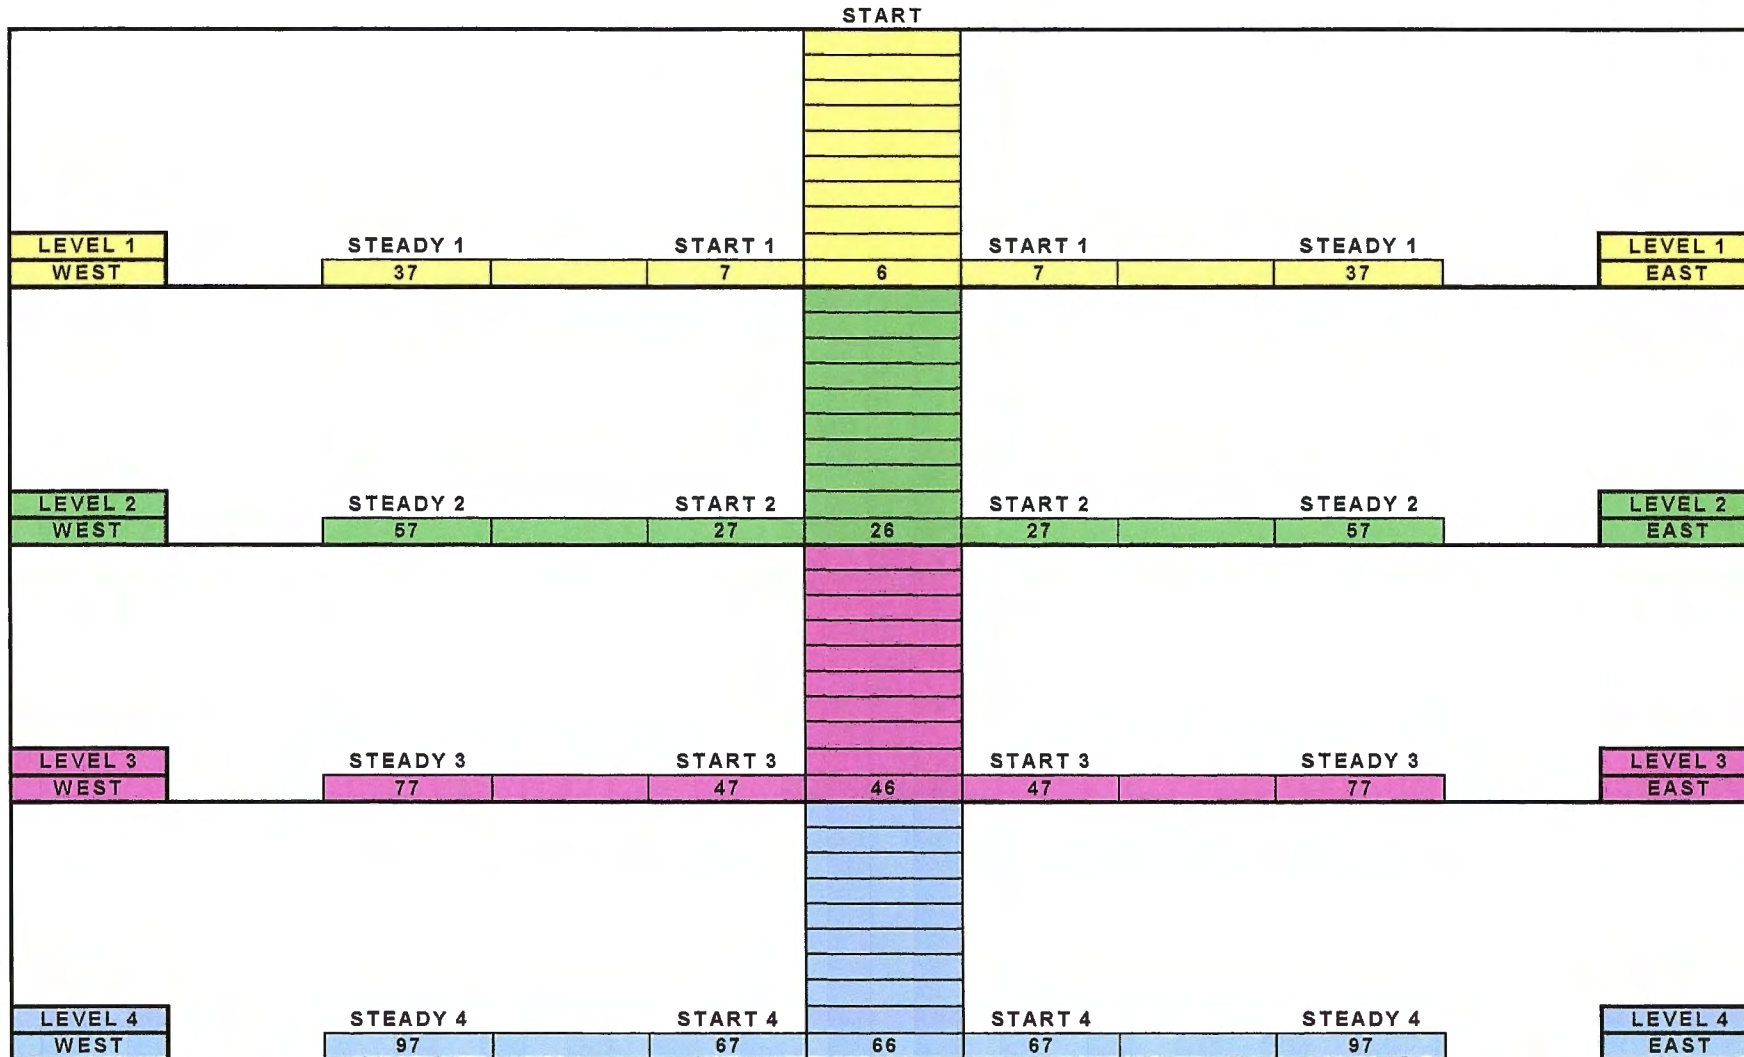 START
LEVEL 1 STEADY 1 START 1 START 1 STEADY 1 LEVEL 1
WEST 37 7 6 7 37 EAST
LEVEL 2 STEADY 2 START 2 START 2 STEADY 2 LEVEL 2
WEST 57 27 26 27 57 EAST
LEVEL 3 STEADY 3 START 3 START 3 STEADY 3 LEVEL 3
WEST 77 47 46 47 77 EAST
LEVEL 4 STEADY 4 START 4 START 4 STEADY 4 LEVEL 4
WEST 97 67 66 67 97 EAST